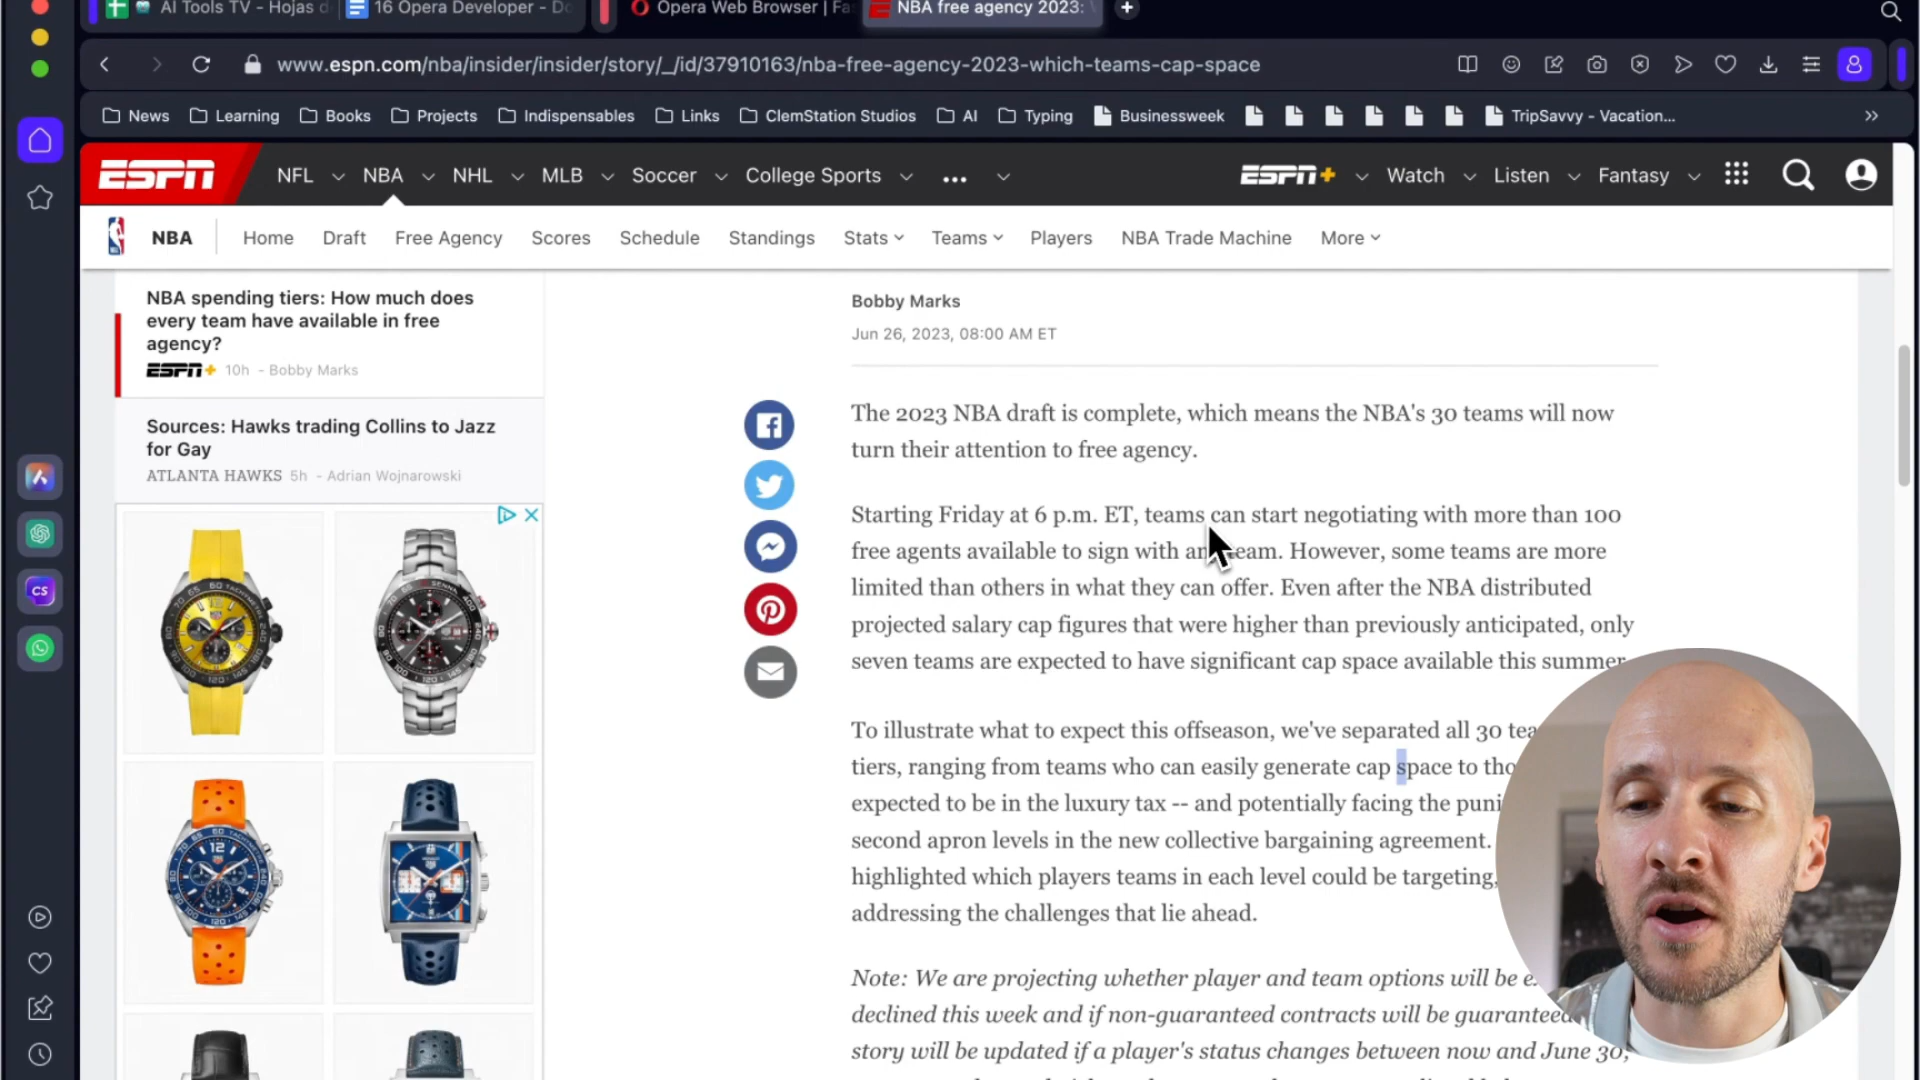 AI Tools TV - Hojas d
16 Opera Developer - Do
Opera Web Browser | Fa
NBA free agency 2023:
www.espn.com/nba/insider/insider/story/_/id/37910163/nba-free-agency-2023-which-teams-cap-space
News Learning Books Projects Indispensables Links ClemStation Studios AI Typing Businessweek TripSavvy - Vacation...
ESPN NFL NBA NHL MLB Soccer College Sports ... ESPN+ Watch Listen Fantasy
NBA Home Draft Free Agency Scores Schedule Standings Stats Teams Players NBA Trade Machine More
NBA spending tiers: How much does
every team have available in free
agency?
ESPN+ 10h - Bobby Marks
Sources: Hawks trading Collins to Jazz
for Gay
ATLANTA HAWKS 5h - Adrian Wojnarowski
CS
Bobby Marks
Jun 26, 2023, 08:00 AM ET
The 2023 NBA draft is complete, which means the NBA's 30 teams will now
turn their attention to free agency.
Starting Friday at 6 p.m. ET, teams can start negotiating with more than 100
free agents available to sign with any team. However, some teams are more
limited than others in what they can offer. Even after the NBA distributed
projected salary cap figures that were higher than previously anticipated, only
seven teams are expected to have significant cap space available this summer
To illustrate what to expect this offseason, we've separated all 30 tea
tiers, ranging from teams who can easily generate cap space to tho
expected to be in the luxury tax -- and potentially facing the puni
second apron levels in the new collective bargaining agreement.
highlighted which players teams in each level could be targeting,
addressing the challenges that lie ahead.
Note: We are projecting whether player and team options will be e
declined this week and if non-guaranteed contracts will be guaranteed
story will be updated if a player's status changes between now and June 30,